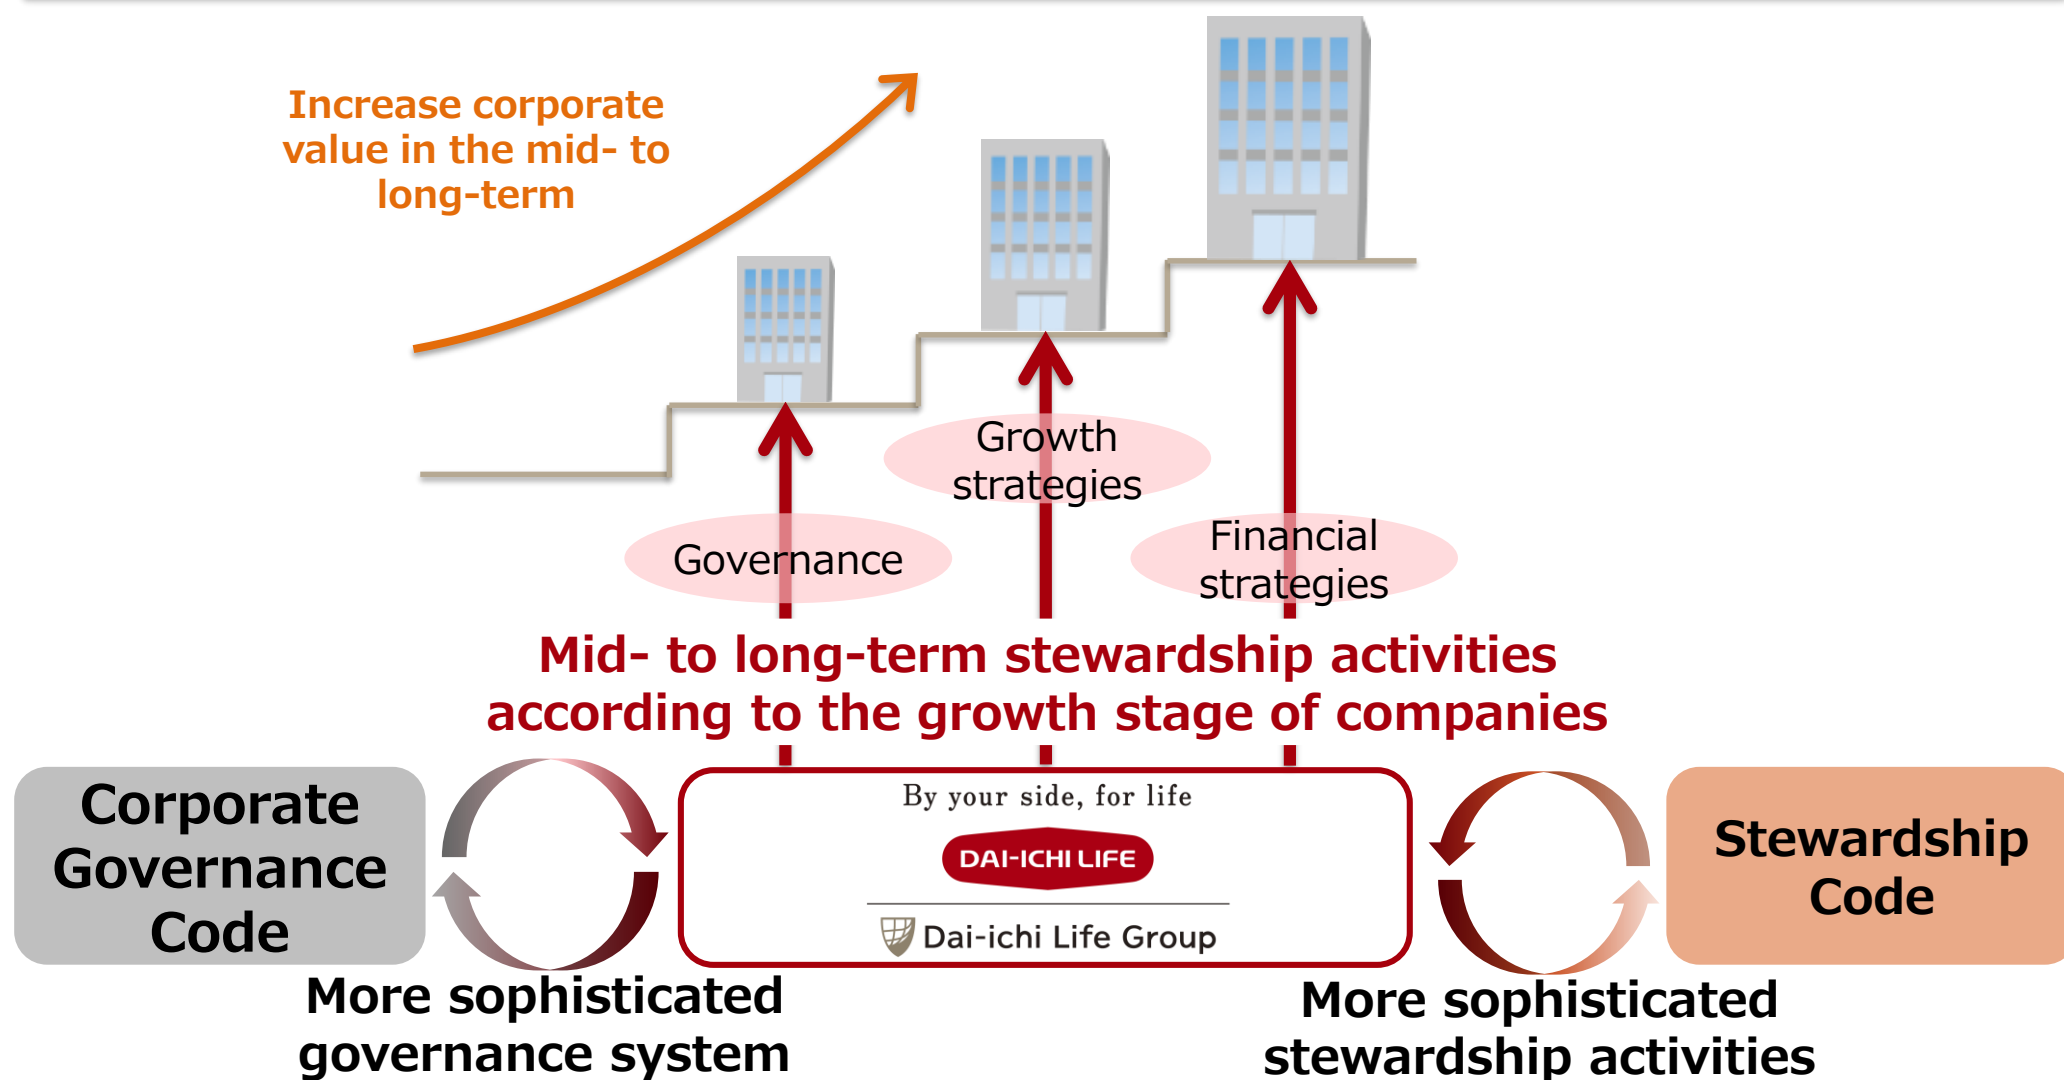 Increase corporate
value in the mid- to
long-term
Growth
strategies
Governance
Financial
strategies
Mid- to long-term stewardship activities
according to the growth stage of companies
Corporate
Governance
Code
By your side, for life
DAI-ICHI LIFE
Dai-ichi Life Group
Stewardship
Code
More sophisticated
governance system
More sophisticated
stewardship activities